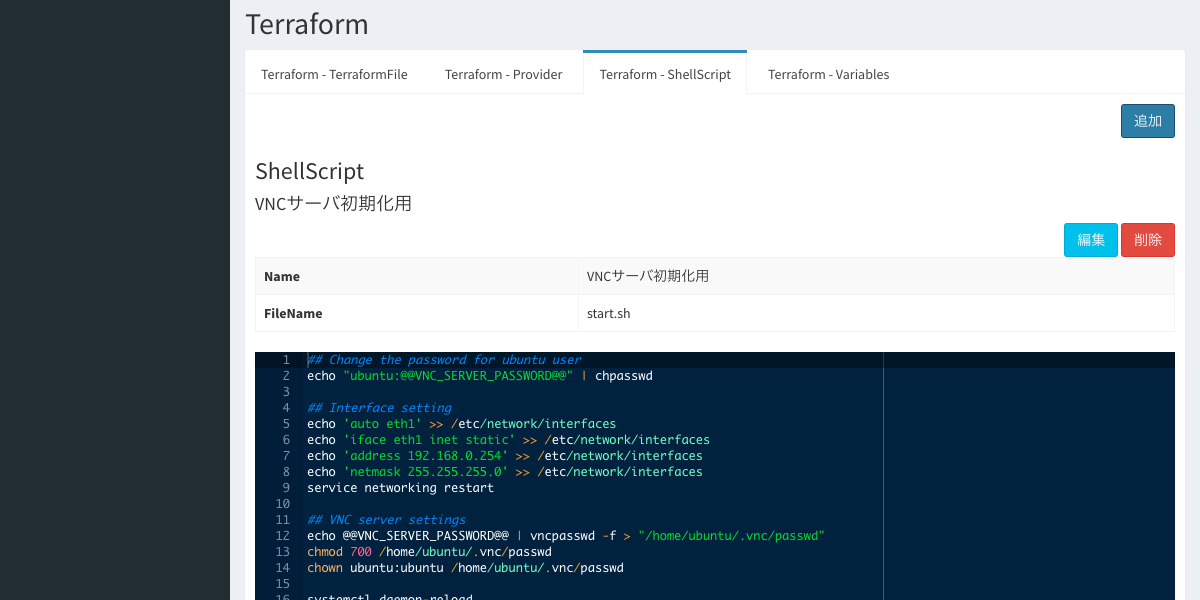 Terraform
Terraform - TerraformFile Terraform - Provider Terraform - ShellScript Terraform - Variables
追加
ShellScript
VNCサーバ初期化用
編集 削除
Name VNCサーバ初期化用
FileName start.sh
1 ## Change the password for ubuntu user
2 echo "ubuntu:@@VNC_SERVER_PASSWORD@@" | chpasswd
3
4 ## Interface setting
5 echo 'auto eth1' >> /etc/network/interfaces
6 echo 'iface eth1 inet static' >> /etc/network/interfaces
7 echo 'address 192.168.0.254' >> /etc/network/interfaces
8 echo 'netmask 255.255.255.0' >> /etc/network/interfaces
9 service networking restart
10
11 ## VNC server settings
12 echo @@VNC_SERVER_PASSWORD@@ | vncpasswd -f > "/home/ubuntu/.vnc/passwd"
13 chmod 700 /home/ubuntu/.vnc/passwd
14 chown ubuntu:ubuntu /home/ubuntu/.vnc/passwd
15
16 systemctl daemon-reload